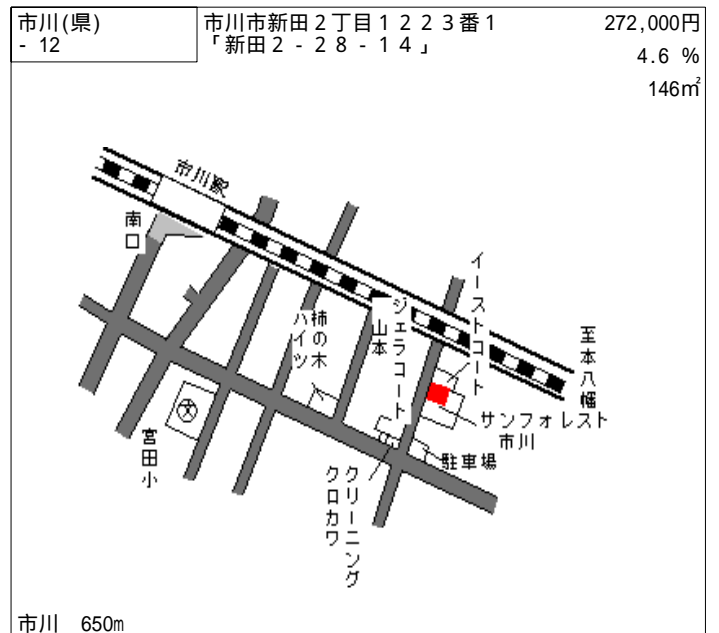 市川(県)
- 12
市川市新田２丁目１２２３番１
「新田２-２８-１４」
272,000円
4.6 %
146㎡
市川駅
南口
イーストコート
至本八幡
ジェラコート
山本
柿の木
ハイツ
サンフォレスト
市川
駐車場
宮田小
クリーニング
クロカワ
市川 650m